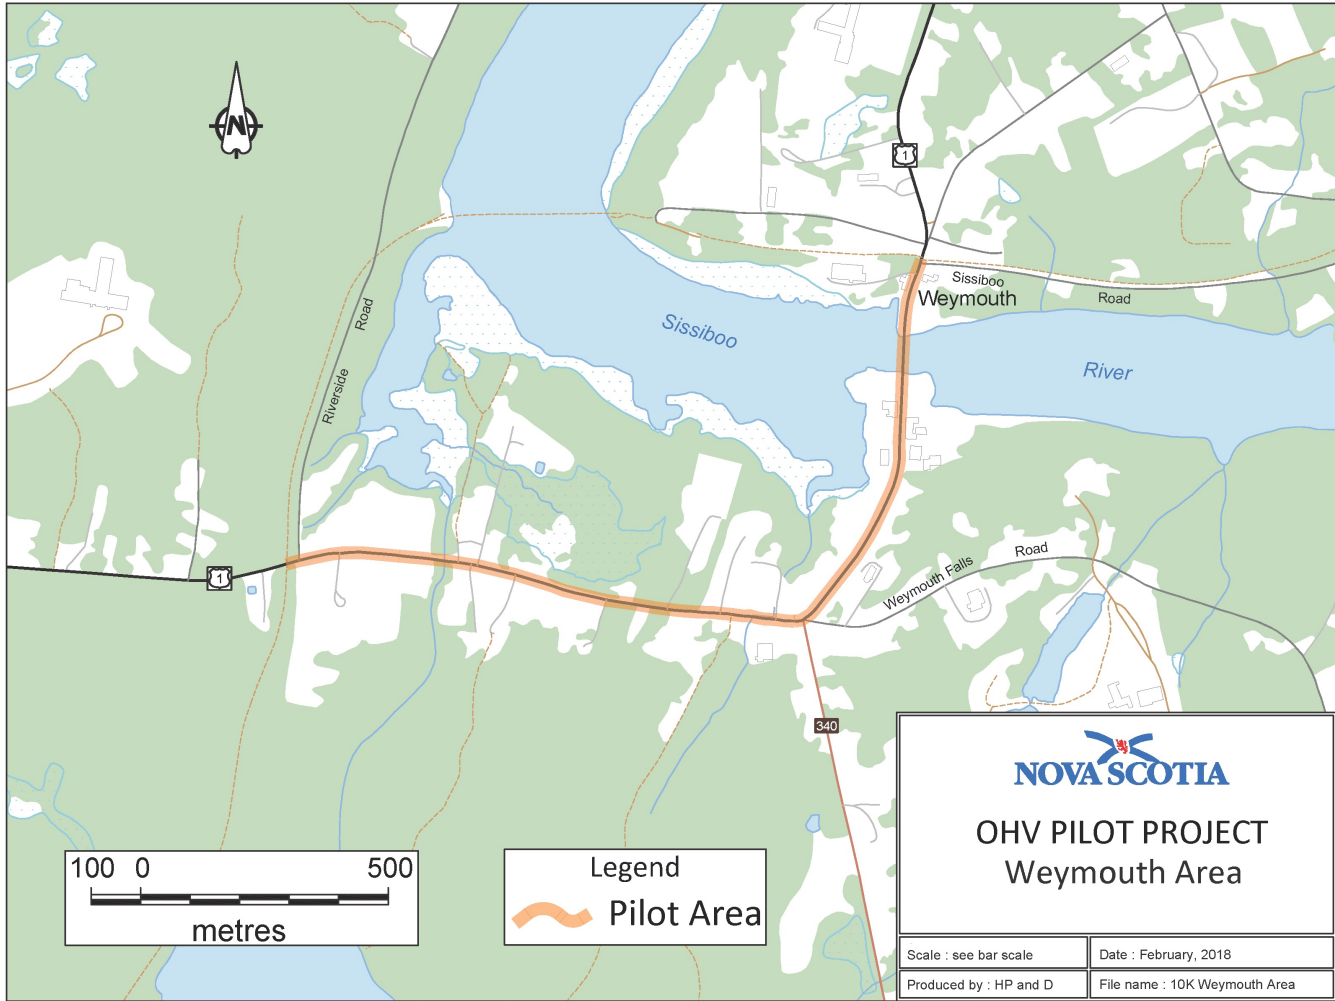 N
1
Sissiboo
Road
Weymouth
Sissiboo
River
Riverside
Road
1
Weymouth Falls
Road
340
100 0 500
metres
Legend
Pilot Area
NOVA SCOTIA
OHV PILOT PROJECT
Weymouth Area
Scale : see bar scale
Date : February, 2018
Produced by : HP and D
File name : 10K Weymouth Area